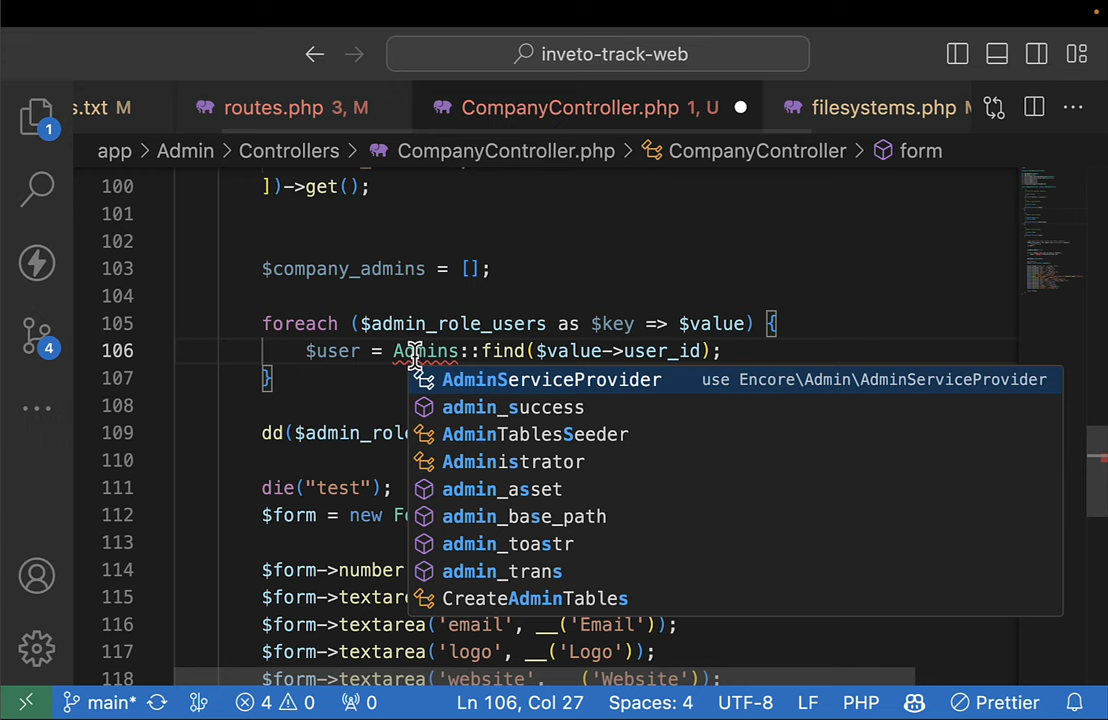 inveto-track-web
s.txt M routes.php 3, M CompanyController.php 1, U filesystems.php M
app > Admin > Controllers > CompanyController.php > CompanyController > form
100 ])->get();
101
102
103 $company_admins = [];
104
105 foreach ($admin_role_users as $key => $value) {
106 $user = Admins::find($value->user_id);
107 }
108
109 dd($admin_rol
110
111 die("test");
112 $form = new Fo
113
114 $form->number
115 $form->textare
116 $form->textarea('email', __('Email'));
117 $form->textarea('logo', __('Logo'));
118 $form->textarea('website', __('Website'));
AdminServiceProvider use Encore\Admin\AdminServiceProvider
admin_success
AdminTablesSeeder
Administrator
admin_asset
admin_base_path
admin_toastr
admin_trans
CreateAdminTables
1
4
main* 4 0 0 Ln 106, Col 27 Spaces: 4 UTF-8 LF PHP Prettier